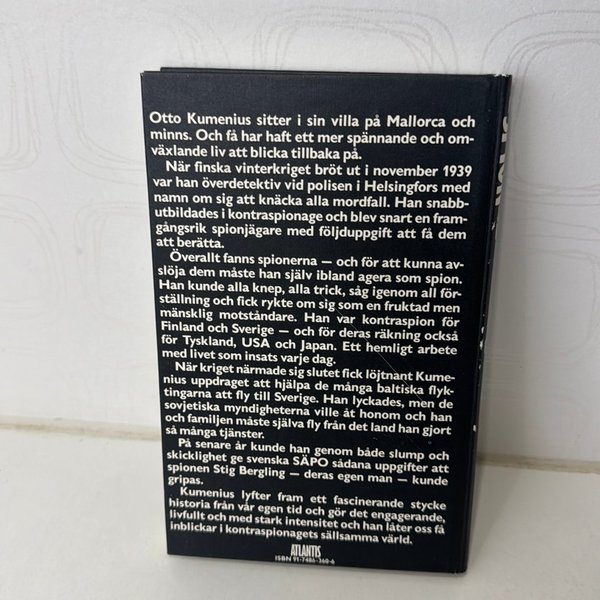 Otto Kumenius sitter i sin villa på Mallorca och
minns. Och få har haft ett mer spännande och om-
växlande liv att blicka tillbaka på.
När finska vinterkriget bröt ut i november 1939
var han överdetektiv vid polisen i Helsingfors med
namn om sig att knäcka alla mordfall. Han snabb-
utbildades i kontraspionage och blev snart en fram-
gångsrik spionjägare med följduppgift att få dem
att berätta.
Överallt fanns spionerna — och för att kunna av-
slöja dem måste han själv ibland agera som spion.
Han kunde alla knep, alla trick, såg igenom all för-
ställning och fick rykte om sig som en fruktad men
mänsklig motståndare. Han var kontraspion för
Finland och Sverige — och för deras räkning också
för Tyskland, USA och Japan. Ett hemligt arbete
med livet som insats varje dag.
När kriget närmade sig slutet fick löjtnant Kume-
nius uppdraget att hjälpa de många baltiska flyk-
tingarna att fly till Sverige. Han lyckades, men de
sovjetiska myndigheterna ville åt honom och han
och familjen måste själva fly från det land han gjort
så många tjänster.
På senare år kunde han genom både slump och
skicklighet ge svenska SÄPO sådana uppgifter att
spionen Stig Bergling — deras egen man — kunde
gripas.
Kumenius lyfter fram ett fascinerande stycke
historia från vår egen tid och gör det engagerande,
livfullt och med stark intensitet och han låter oss få
inblickar i kontraspionagets sällsamma värld.
ATLANTIS
ISBN 91-7486-360-6